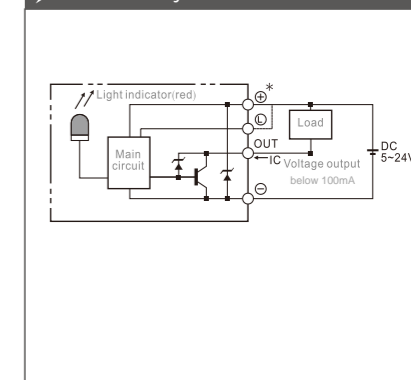 Light indicator(red)
Main
circuit
⊕*
Ⓛ
OUT
IC
⊖
Load
Voltage output
below 100mA
DC
5~24V